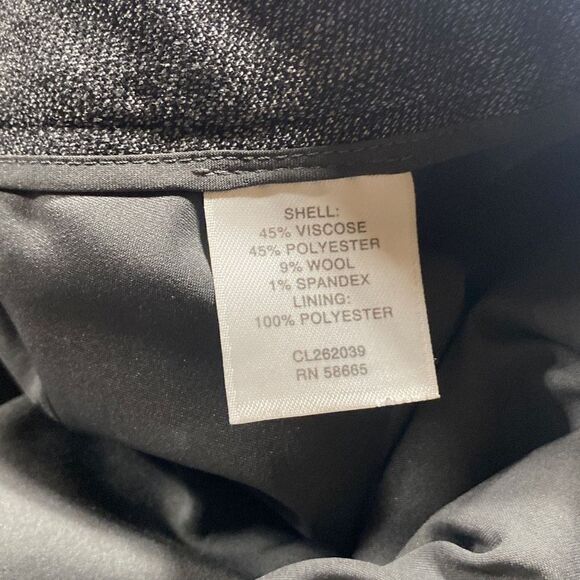 SHELL:
45% VISCOSE
45% POLYESTER
9% WOOL
1% SPANDEX
LINING:
100% POLYESTER
CL262039
RN 58665